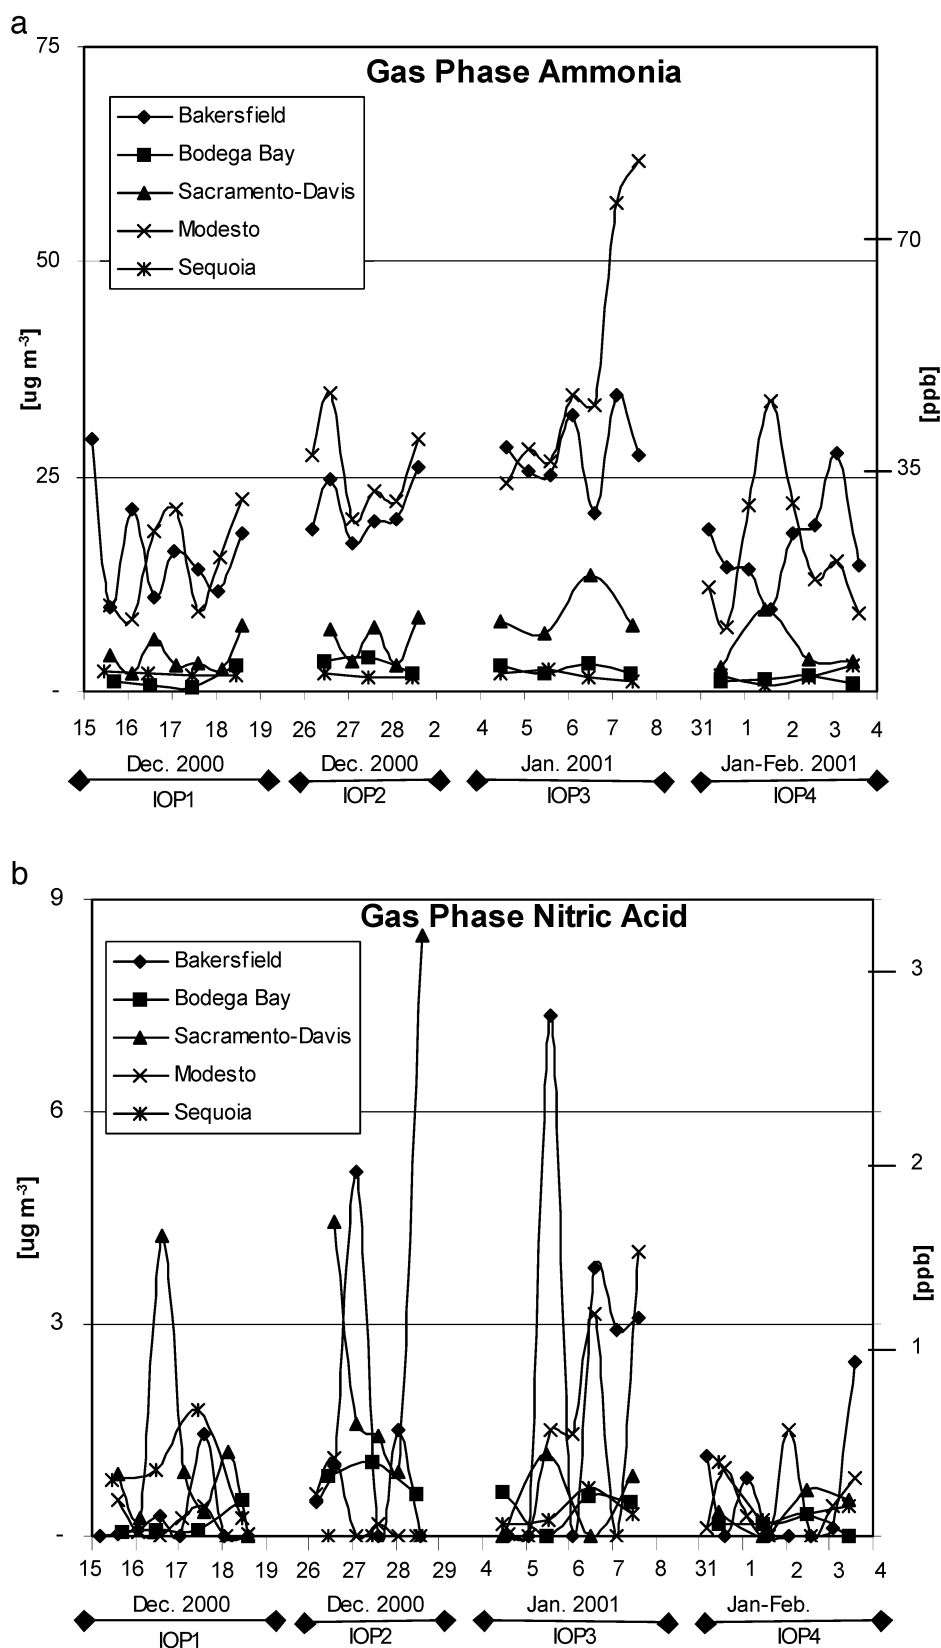 a
75
Gas Phase Ammonia
Bakersfield
Bodega Bay
Sacramento-Davis
Modesto
Sequoia
70
50
[ug m-3]
[ppb]
35
25
-
15 16 17 18 19 26 27 28 2 4 5 6 7 8 31 1 2 3 4
Dec. 2000 Dec. 2000 Jan. 2001 Jan-Feb. 2001
IOP1 IOP2 IOP3 IOP4
b
9
Gas Phase Nitric Acid
Bakersfield
Bodega Bay
Sacramento-Davis
Modesto
Sequoia
3
6
2
[ug m-3]
[ppb]
3
1
-
15 16 17 18 19 26 27 28 29 4 5 6 7 8 31 1 2 3 4
Dec. 2000 Dec. 2000 Jan. 2001 Jan-Feb.
IOP1 IOP2 IOP3 IOP4